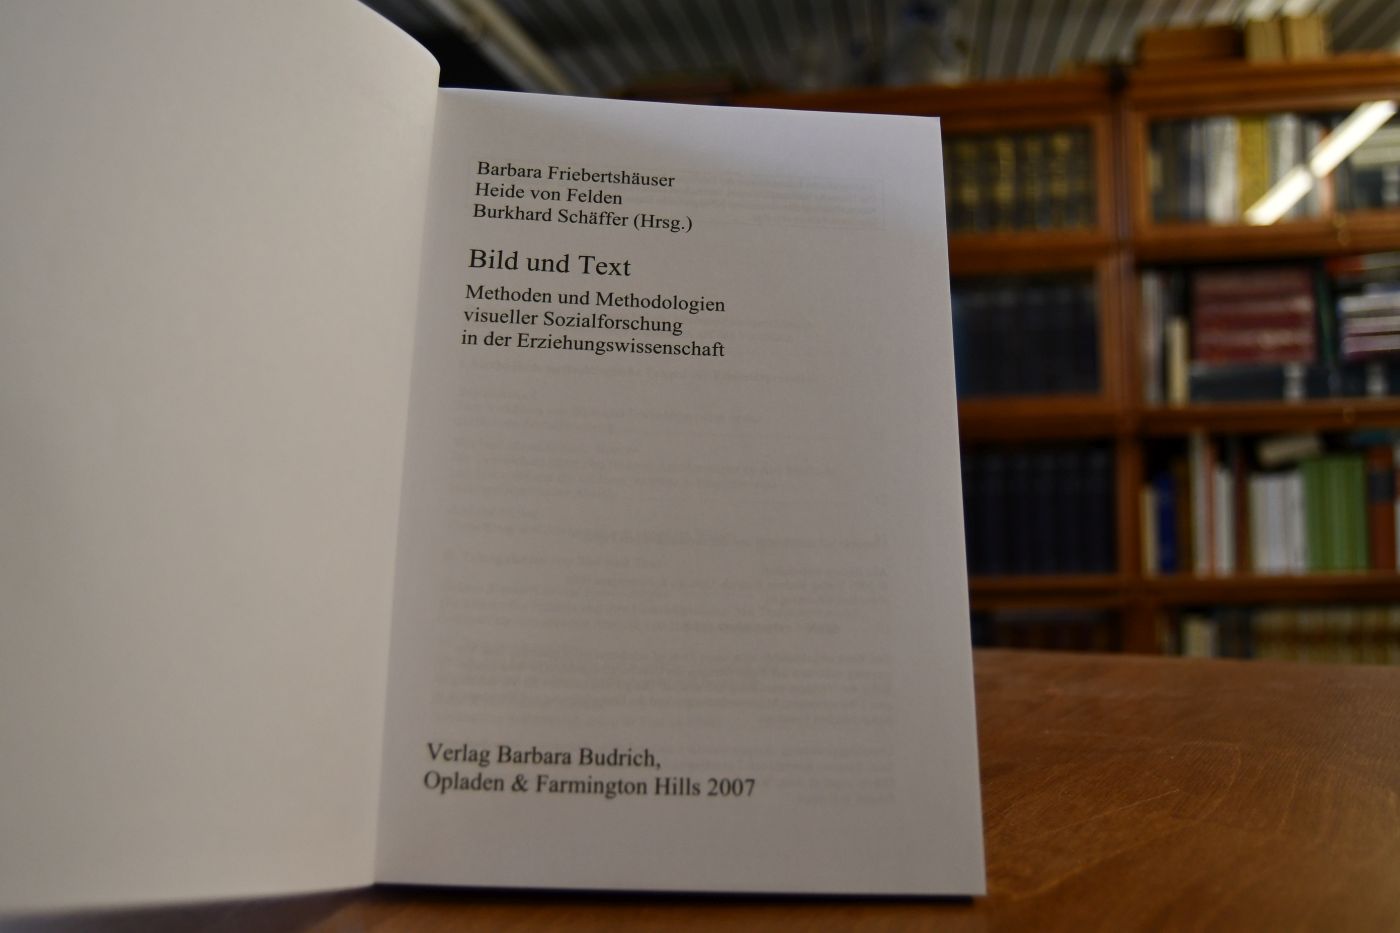 Barbara Friebertshäuser
Heide von Felden
Burkhard Schäffer (Hrsg.)
Bild und Text
Methoden und Methodologien
visueller Sozialforschung
in der Erziehungswissenschaft
Verlag Barbara Budrich,
Opladen & Farmington Hills 2007